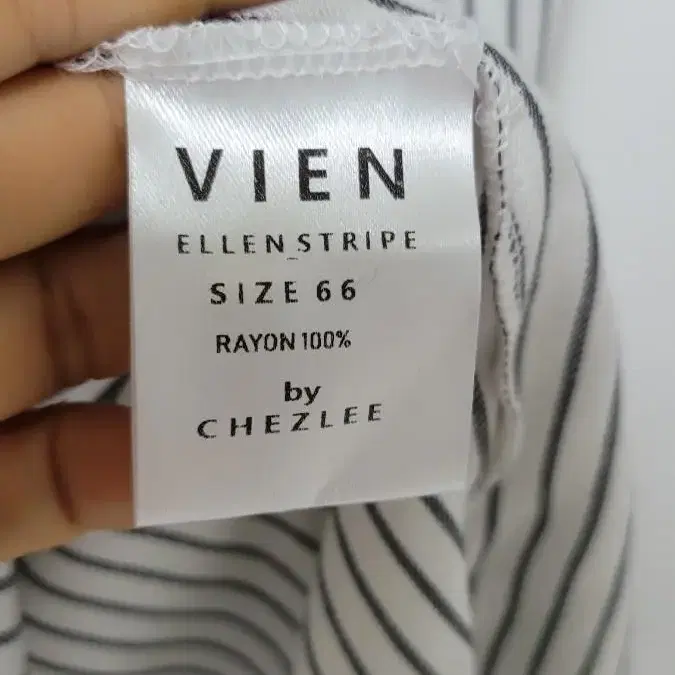 VIEN
ELLEN_STRIPE
SIZE 66
RAYON 100%
by
CHEZLEE